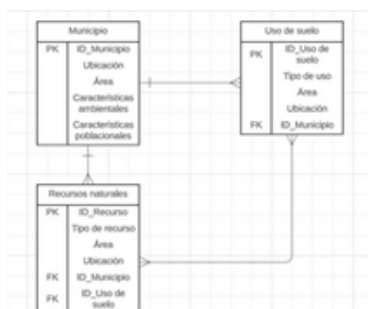 Municipio
PK ID_Municipio
Ubicación
Área
Características
ambientales
Características
poblacionales
Uso de suelo
PK ID_Uso de
suelo
Tipo de uso
Área
Ubicación
FK ID_Municipio
Recursos naturales
PK ID_Recurso
Tipo de recurso
Área
Ubicación
FK ID_Municipio
FK ID_Uso de
suelo